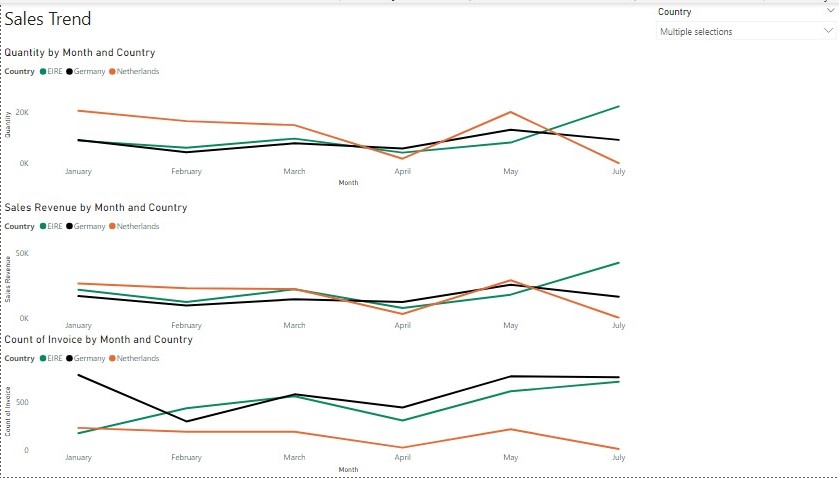 Sales Trend
Country
Multiple selections
Quantity by Month and Country
Country EIRE Germany Netherlands
Quantity
20K
0K
January February March April May July
Month
Sales Revenue by Month and Country
Country EIRE Germany Netherlands
Sales Revenue
50K
0K
January February March April May July
Count of Invoice by Month and Country
Country EIRE Germany Netherlands
Count of Invoice
500
0
January February March April May July
Month